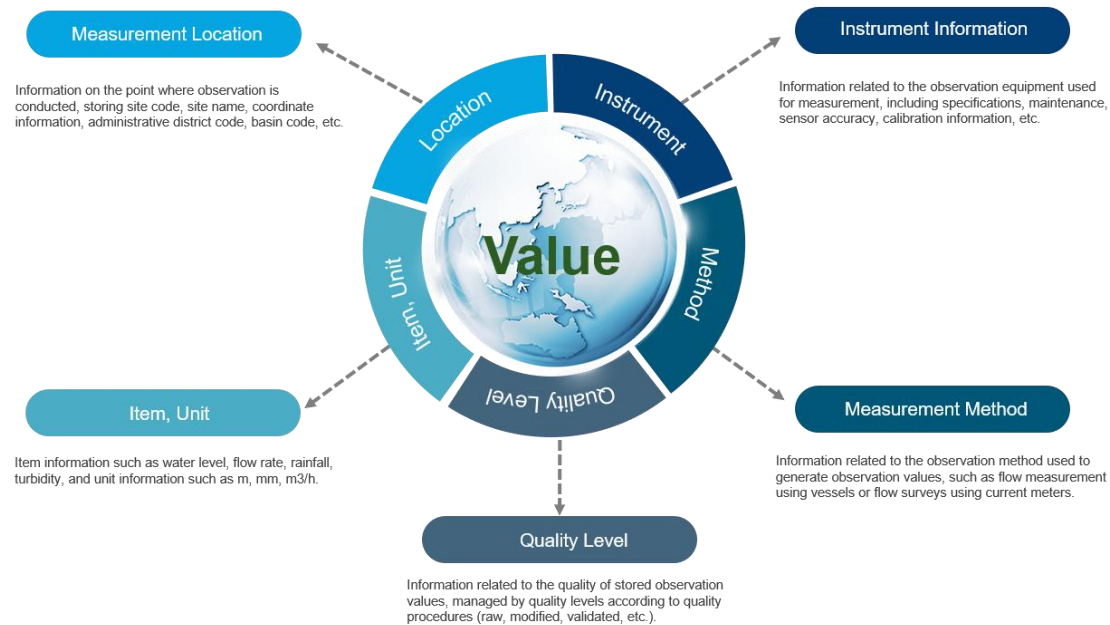 Measurement Location
Information on the point where observation is
conducted, storing site code, site name, coordinate
information, administrative district code, basin code, etc.
Instrument Information
Information related to the observation equipment used
for measurement, including specifications, maintenance,
sensor accuracy, calibration information, etc.
Location
Instrument
Value
Item, Unit
Method
Quality Level
Item, Unit
Item information such as water level, flow rate, rainfall,
turbidity, and unit information such as m, mm, m3/h.
Measurement Method
Information related to the observation method used to
generate observation values, such as flow measurement
using vessels or flow surveys using current meters.
Quality Level
Information related to the quality of stored observation
values, managed by quality levels according to quality
procedures (raw, modified, validated, etc.).